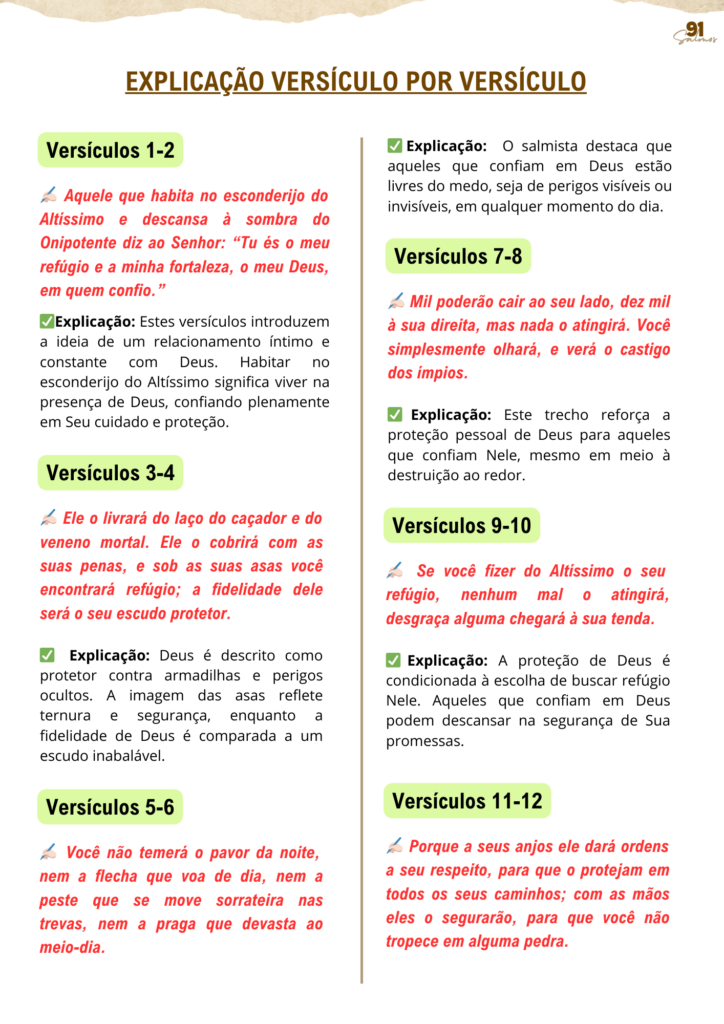 91
Salmos
EXPLICAÇÃO VERSÍCULO POR VERSÍCULO
Versículos 1-2
✍🏻 Aquele que habita no esconderijo do
Altíssimo e descansa à sombra do
Onipotente diz ao Senhor: “Tu és o meu
refúgio e a minha fortaleza, o meu Deus,
em quem confio.”
✅Explicação: Estes versículos introduzem
a ideia de um relacionamento íntimo e
constante com Deus. Habitar no
esconderijo do Altíssimo significa viver na
presença de Deus, confiando plenamente
em Seu cuidado e proteção.
Versículos 3-4
✍🏻 Ele o livrará do laço do caçador e do
veneno mortal. Ele o cobrirá com as
suas penas, e sob as suas asas você
encontrará refúgio; a fidelidade dele
será o seu escudo protetor.
✅ Explicação: Deus é descrito como
protetor contra armadilhas e perigos
ocultos. A imagem das asas reflete
ternura e segurança, enquanto a
fidelidade de Deus é comparada a um
escudo inabalável.
Versículos 5-6
✍🏻 Você não temerá o pavor da noite,
nem a flecha que voa de dia, nem a
peste que se move sorrateira nas
trevas, nem a praga que devasta ao
meio-dia.
✅ Explicação: O salmista destaca que
aqueles que confiam em Deus estão
livres do medo, seja de perigos visíveis ou
invisíveis, em qualquer momento do dia.
Versículos 7-8
✍🏻 Mil poderão cair ao seu lado, dez mil
à sua direita, mas nada o atingirá. Você
simplesmente olhará, e verá o castigo
dos ímpios.
✅ Explicação: Este trecho reforça a
proteção pessoal de Deus para aqueles
que confiam Nele, mesmo em meio à
destruição ao redor.
Versículos 9-10
✍🏻 Se você fizer do Altíssimo o seu
refúgio, nenhum mal o atingirá,
desgraça alguma chegará à sua tenda.
✅ Explicação: A proteção de Deus é
condicionada à escolha de buscar refúgio
Nele. Aqueles que confiam em Deus
podem descansar na segurança de Sua
promessas.
Versículos 11-12
✍🏻 Porque a seus anjos ele dará ordens
a seu respeito, para que o protejam em
todos os seus caminhos; com as mãos
eles o segurarão, para que você não
tropece em alguma pedra.